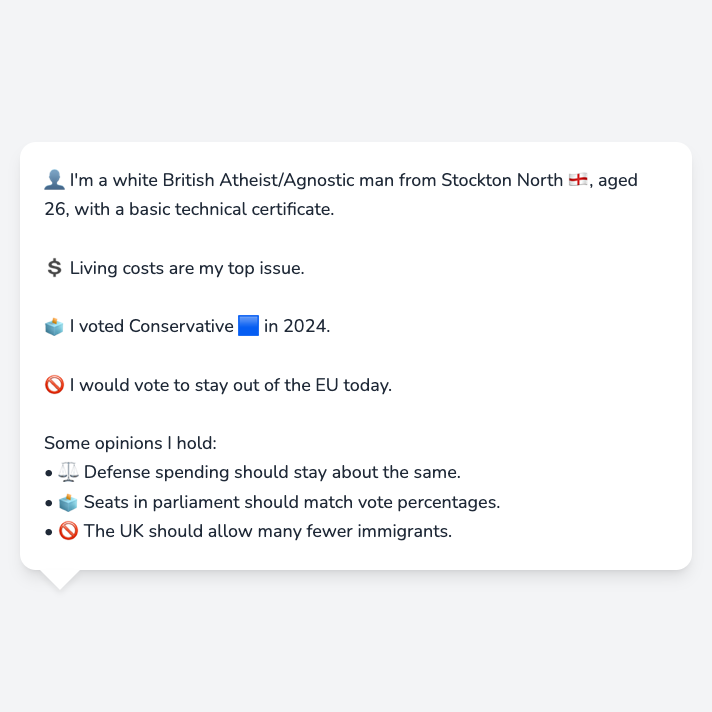 👤 I'm a white British Atheist/Agnostic man from Stockton North 🏴󠁧󠁢󠁥󠁮󠁧󠁿, aged
26, with a basic technical certificate.
💲 Living costs are my top issue.
🗳️ I voted Conservative 🟦 in 2024.
🚫 I would vote to stay out of the EU today.
Some opinions I hold:
• ⚖️ Defense spending should stay about the same.
• 🗳️ Seats in parliament should match vote percentages.
• 🚫 The UK should allow many fewer immigrants.